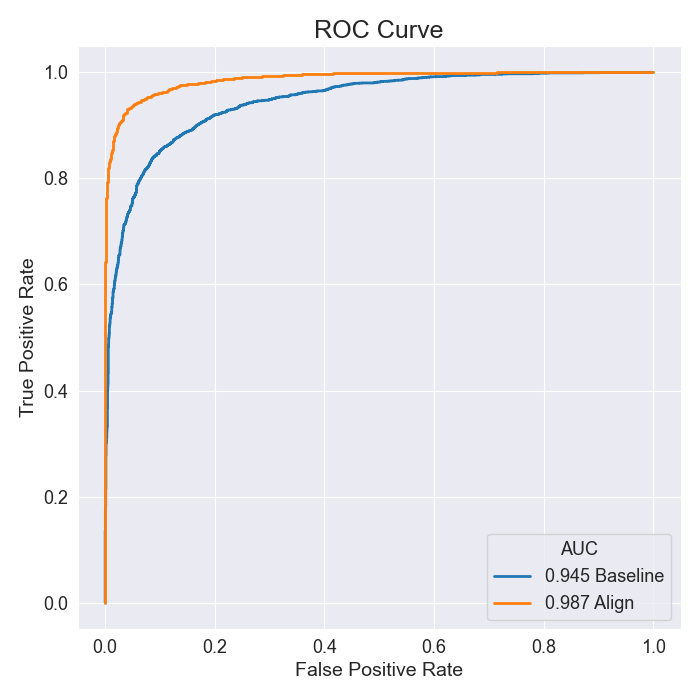 ROC Curve
1.0
0.8
0.6
0.4
0.2
0.0
True Positive Rate
AUC
0.945 Baseline
0.987 Align
0.0 0.2 0.4 0.6 0.8 1.0
False Positive Rate